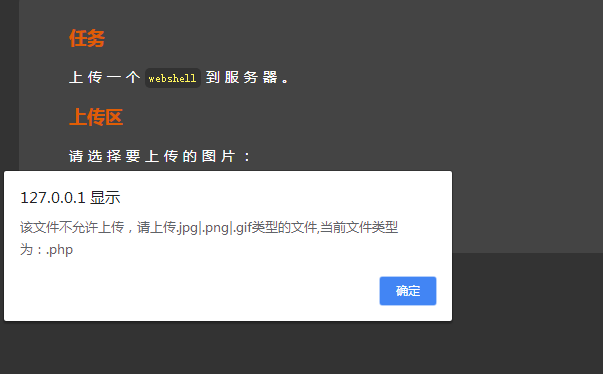 任务
上传一个 webshell 到服务器。
上传区
请选择要上传的图片：
127.0.0.1 显示
该文件不允许上传，请上传.jpg|.png|.gif类型的文件,当前文件类型
为：.php
确定